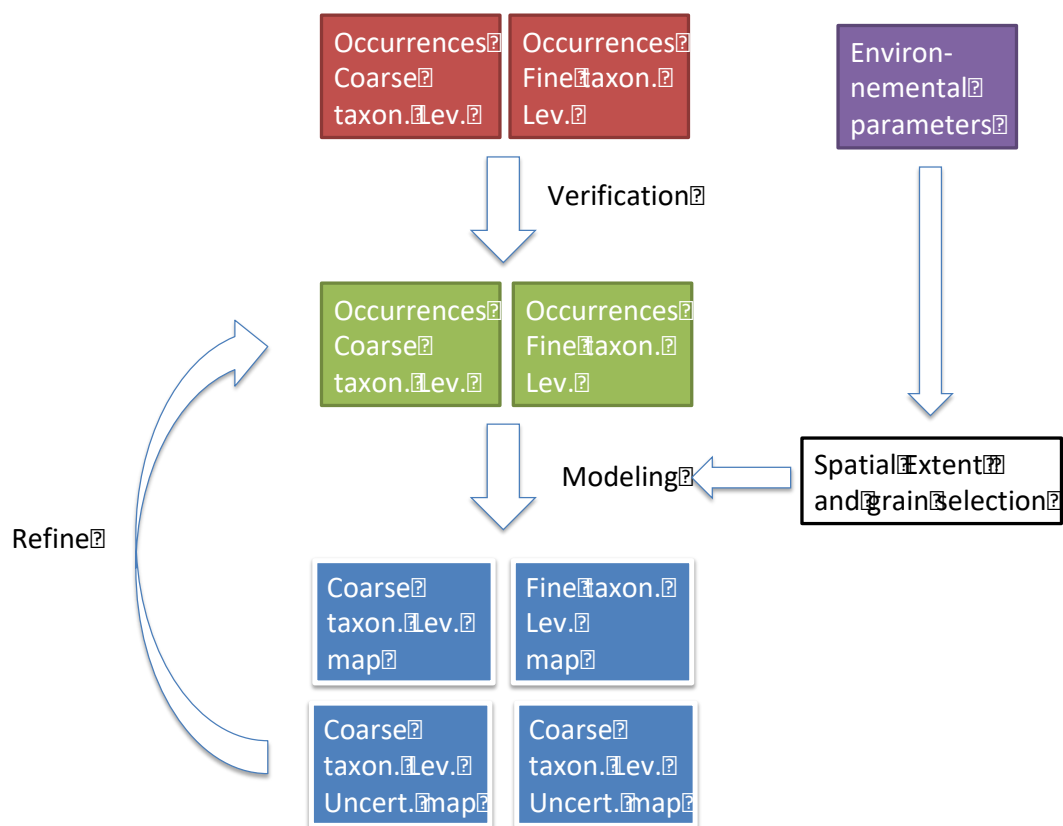 Occurrences
Coarse
taxon. Lev.
Occurrences
Fine taxon.
Lev.
Environ-
nemental
parameters
Verification
Occurrences
Coarse
taxon. Lev.
Occurrences
Fine taxon.
Lev.
Modeling
Spatial Extent
and grain selection
Refine
Coarse
taxon. Lev.
map
Fine taxon.
Lev.
map
Coarse
taxon. Lev.
Uncert. map
Coarse
taxon. Lev.
Uncert. map